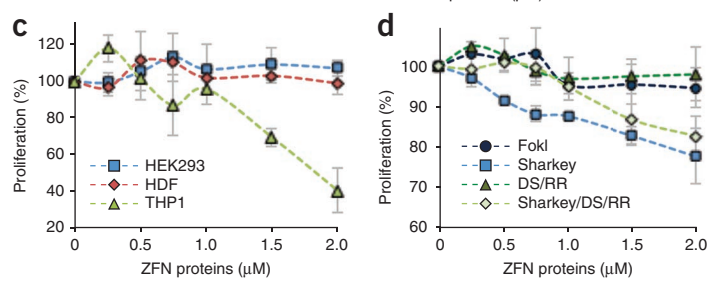 c
Proliferation (%)
120
100
80
60
40
20
HEK293
HDF
THP1
0
0.5
1.0
1.5
2.0
ZFN proteins (μM)
d
Proliferation (%)
100
90
80
70
60
FokI
Sharkey
DS/RR
Sharkey/DS/RR
0
0.5
1.0
1.5
2.0
ZFN proteins (μM)